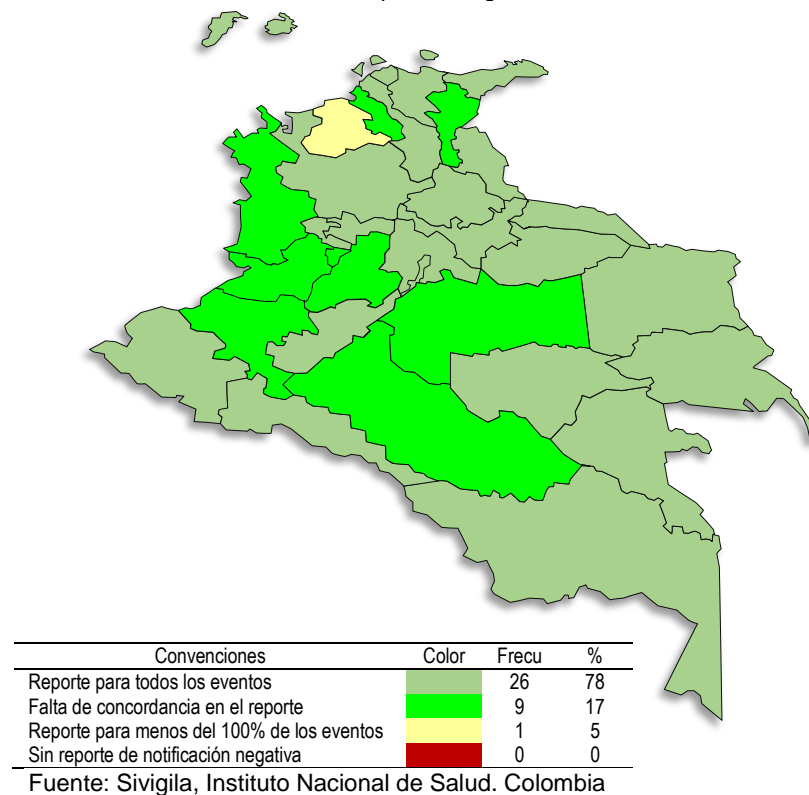 Convenciones Color Frecu %
Reporte para todos los eventos 26 78
Falta de concordancia en el reporte 9 17
Reporte para menos del 100% de los eventos 1 5
Sin reporte de notificación negativa 0 0
Fuente: Sivigila, Instituto Nacional de Salud. Colombia